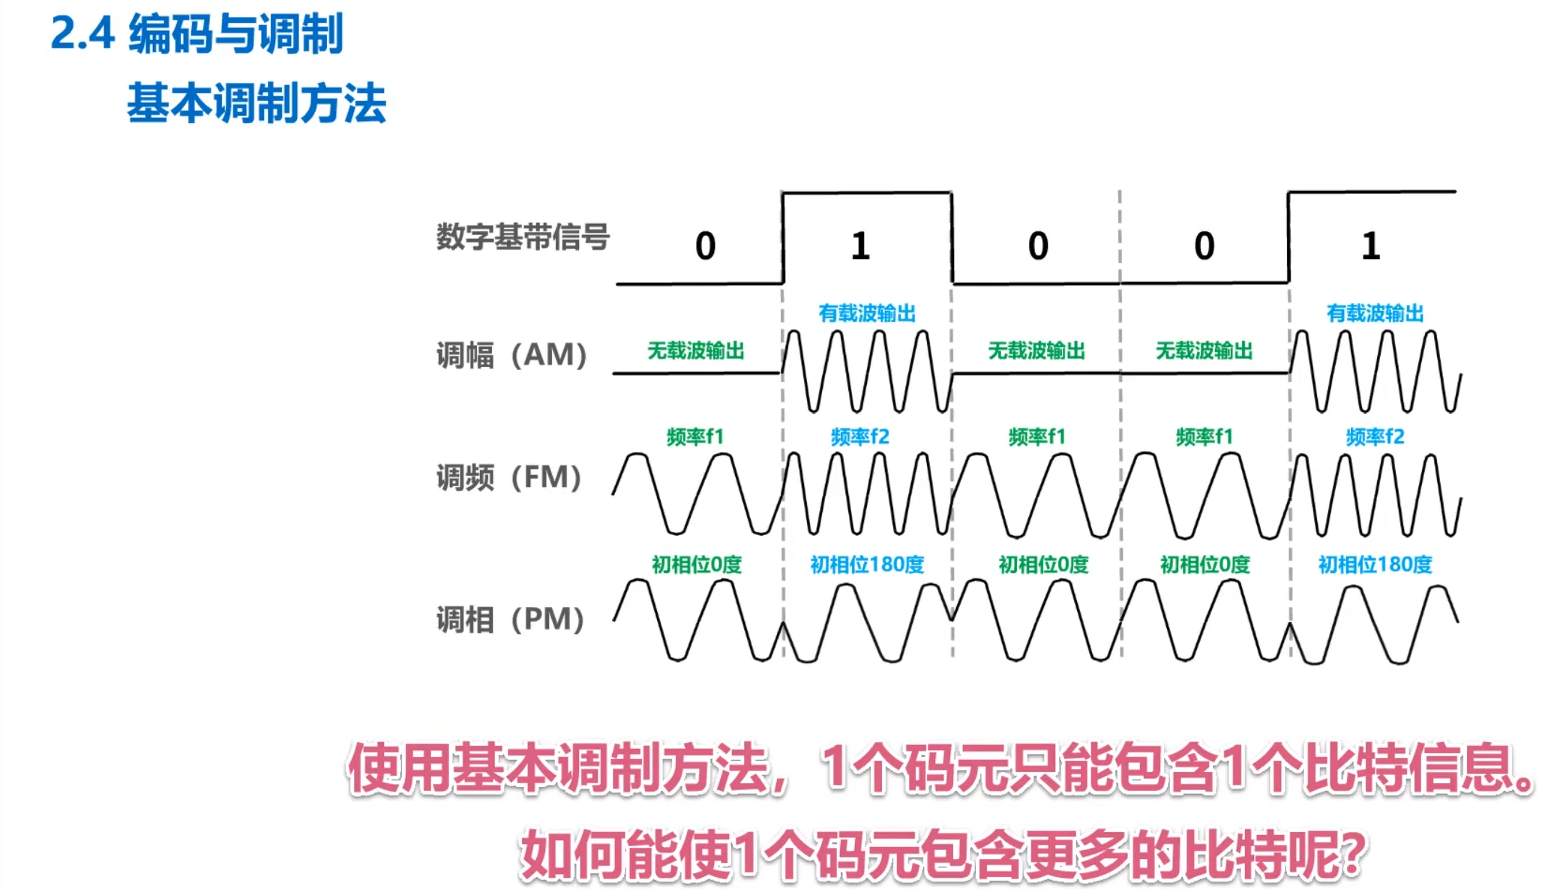 2.4 编码与调制
基本调制方法
数字基带信号 0 1 0 0 1
有载波输出 有载波输出
调幅（AM） 无载波输出 无载波输出 无载波输出
频率f1 频率f2 频率f1 频率f1 频率f2
调频（FM）
初相位0度 初相位180度 初相位0度 初相位0度 初相位180度
调相（PM）
使用基本调制方法，1个码元只能包含1个比特信息。
如何能使1个码元包含更多的比特呢？